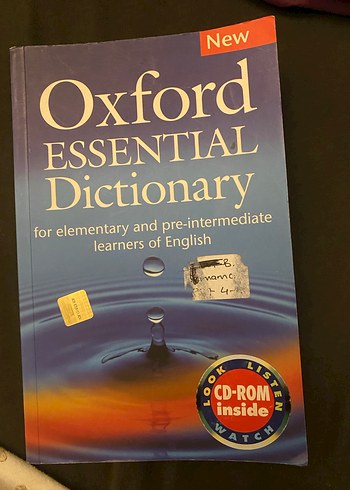 New
Oxford
ESSENTIAL
Dictionary
for elementary and pre-intermediate
learners of English
B.
LOOK LISTEN
CD-ROM
inside
WATCH